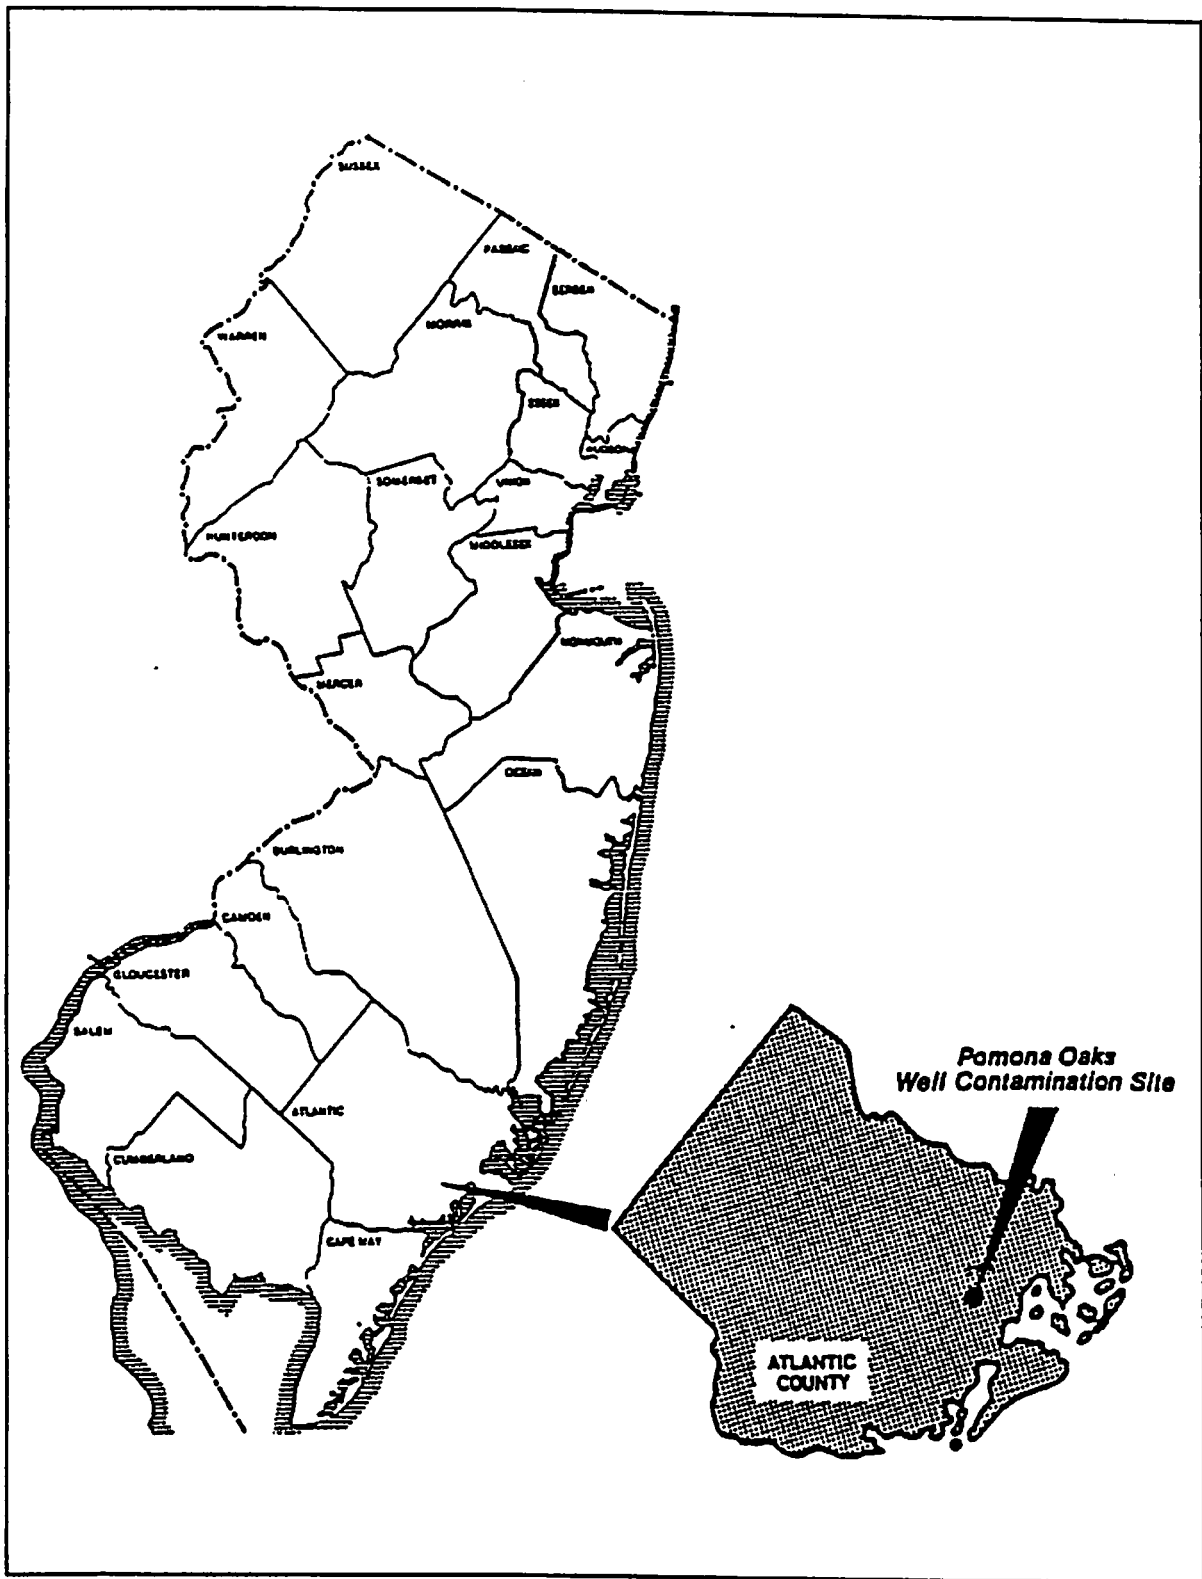 SUSSEX
PASSAIC
BERGEN
WARREN
MORRIS
ESSEX
HUDSON
SOMERSET
UNION
HUNTERDON
MIDDLESEX
MONMOUTH
MERCER
OCEAN
BURLINGTON
CAMDEN
GLOUCESTER
SALEM
ATLANTIC
CUMBERLAND
CAPE MAY
Pomona Oaks
Well Contamination Site
ATLANTIC
COUNTY